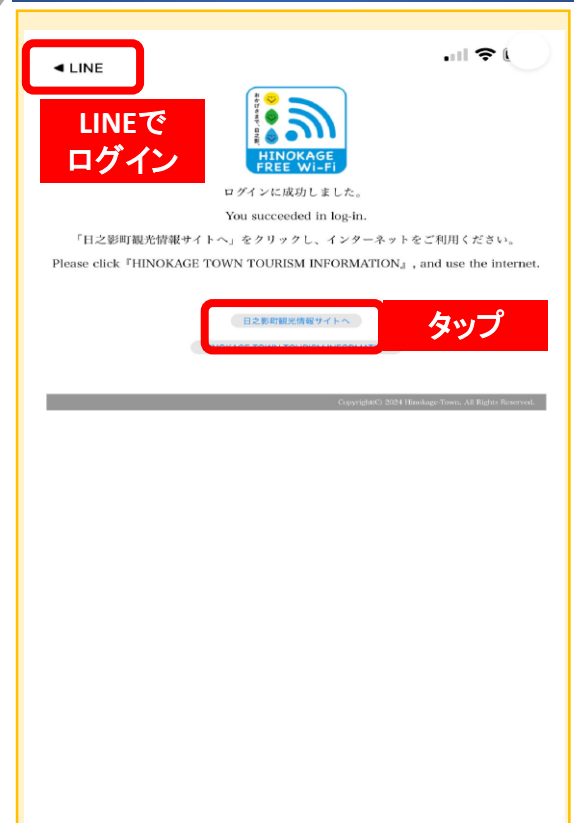 ◀ LINE
LINEで
ログイン
おかげさまで、日之影。
HINOKAGE
FREE Wi-Fi
ログインに成功しました。
You succeeded in log-in.
「日之影町観光情報サイトへ」をクリックし、インターネットをご利用ください。
Please click『HINOKAGE TOWN TOURISM INFORMATION』, and use the internet.
日之影町観光情報サイトへ
タップ
Copyright(C) 2024 Hinokage-Town, All Rights Reserved.